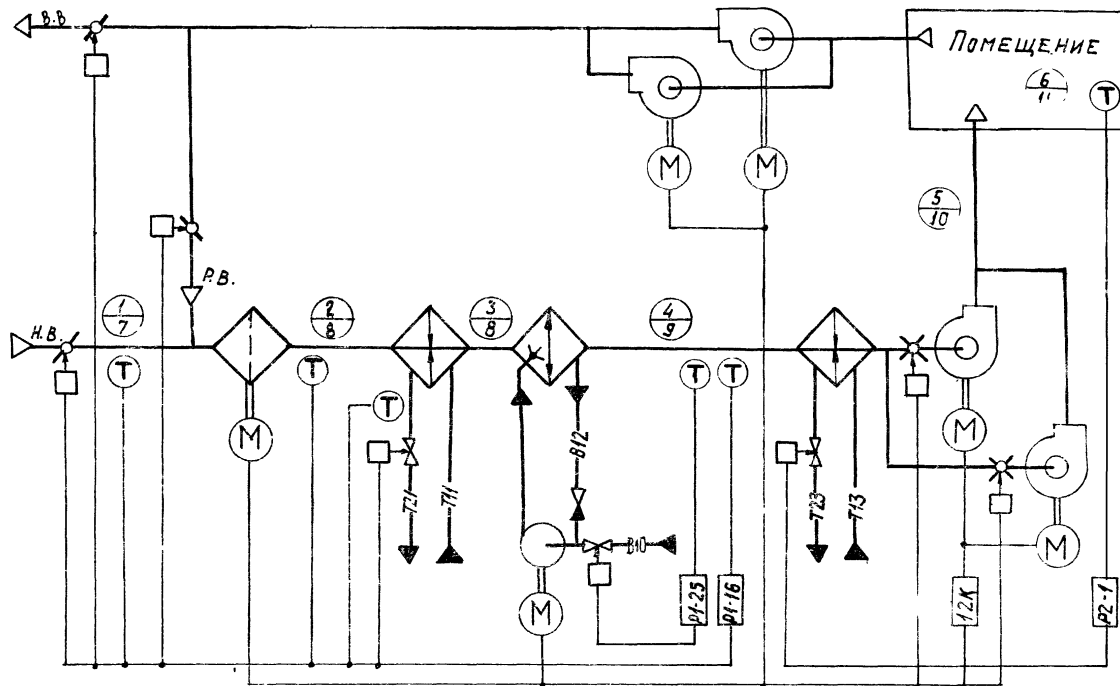 В.В
ПОМЕЩЕНИЕ
6
11
Т
М
М
5
10
Р.В.
Н.В.
1
7
2
8
3
8
4
9
Т
Т
Т
Т
Т
М
М
В12
Т21
Т11
Т23
Т13
В10
М
М
Р1-25
Р1-16
12К
Р2-1